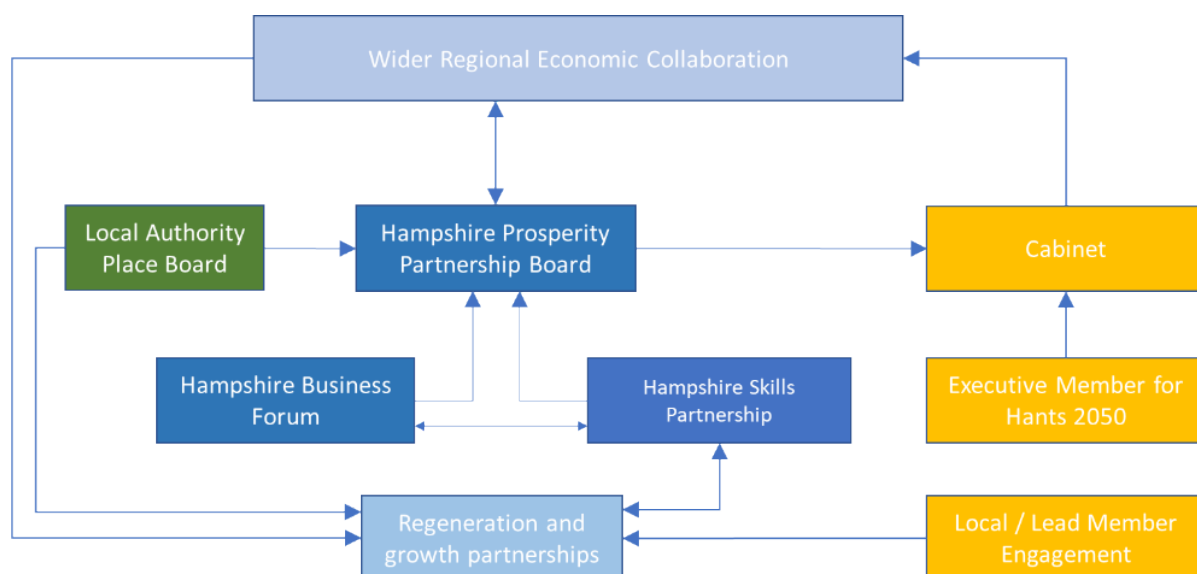 Wider Regional Economic Collaboration
Local Authority
Place Board
Hampshire Prosperity
Partnership Board
Cabinet
Hampshire Business
Forum
Hampshire Skills
Partnership
Executive Member for
Hants 2050
Regeneration and
growth partnerships
Local / Lead Member
Engagement